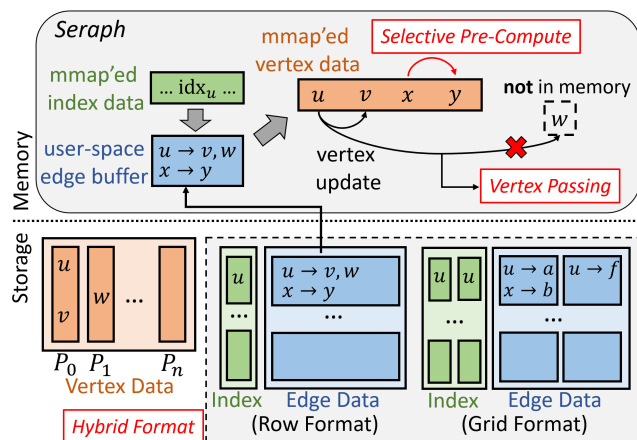 Seraph
mmap'ed
index data
... idx_u ...
mmap'ed
vertex data
Selective Pre-Compute
u v x y
not in memory
w
user-space
edge buffer
u → v, w
x → y
vertex
update
Vertex Passing
Memory
Storage
u
v
w
...
P_0 P_1 P_n
Vertex Data
Hybrid Format
u
...
u → v, w
x → y
...
Index Edge Data
(Row Format)
u u
...
u → a
x → b
u → f
...
Index Edge Data
(Grid Format)